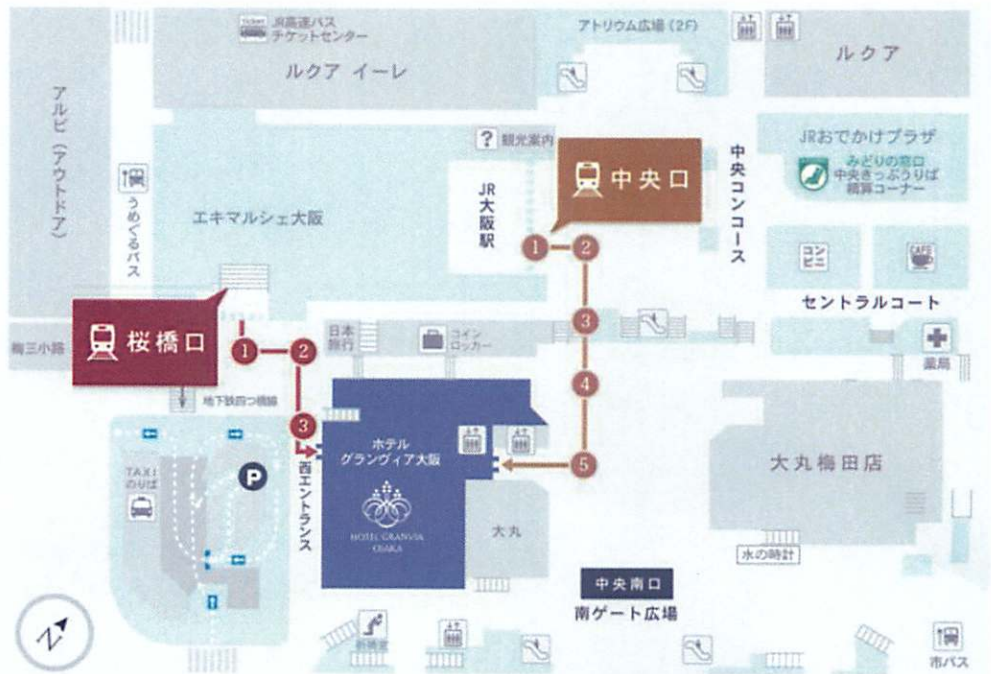 ticket
JR高速バス
チケットセンター
ルクア イーレ
アトリウム広場(2F)
ルクア
アルビ(アウトドア)
うめぐるバス
エキマルシェ大阪
? 観光案内
JR大阪駅
中央口
中央コンコース
JRおでかけプラザ
みどりの窓口
中央きっぷうりば
精算コーナー
コン
ビニ
CAFE
セントラルコート
1
2
3
4
5
桜橋口
1
2
3
梅三小路
日本
旅行
コイン
ロッカー
薬局
地下鉄四つ橋線
TAXI
のりば
P
西エントランス
ホテル
グランヴィア大阪
HOTEL GRANVIA
OSAKA
大丸
大丸梅田店
水の時計
中央南口
南ゲート広場
市バス
N